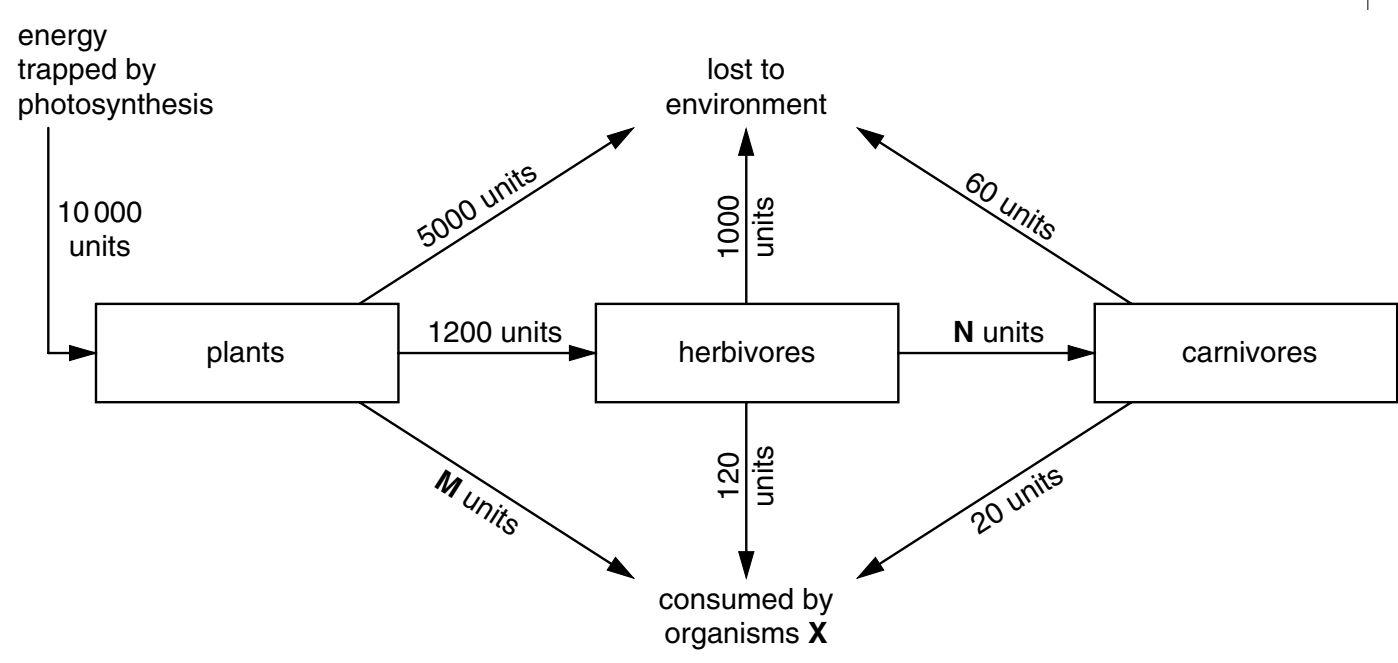 energy
trapped by
photosynthesis
lost to
environment
10 000
units
5000 units
1000
units
60 units
plants
1200 units
herbivores
N units
carnivores
M units
120
units
20 units
consumed by
organisms X